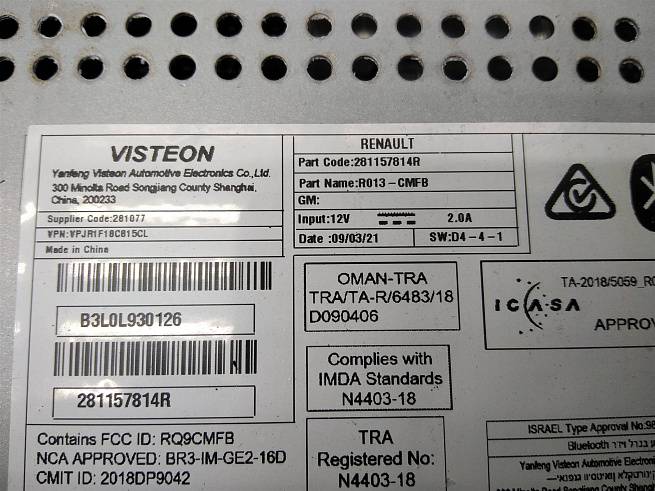 VISTEON
Yanfeng Visteon Automotive Electronics Co.,Ltd.
300 Minolta Road Songjiang County Shanghai,
China, 200233
Supplier Code:281077
VPN:VPJR1F18C815CL
Made in China
B3L0L930126
281157814R
Contains FCC ID: RQ9CMFB
NCA APPROVED: BR3-IM-GE2-16D
CMIT ID: 2018DP9042
RENAULT
Part Code:281157814R
Part Name:R013-CMFB
GM:
Input:12V 2.0A
Date :09/03/21 SW:D4-4-1
OMAN-TRA
TRA/TA-R/6483/18
D090406
Complies with
IMDA Standards
N4403-18
TRA
Registered No:
N4403-18
TA-2018/5059
ICASA
APPROV
ISRAEL Type Approval No:
Bluetooth רדיו ברכב
Yanfeng Visteon Automotive Electronics